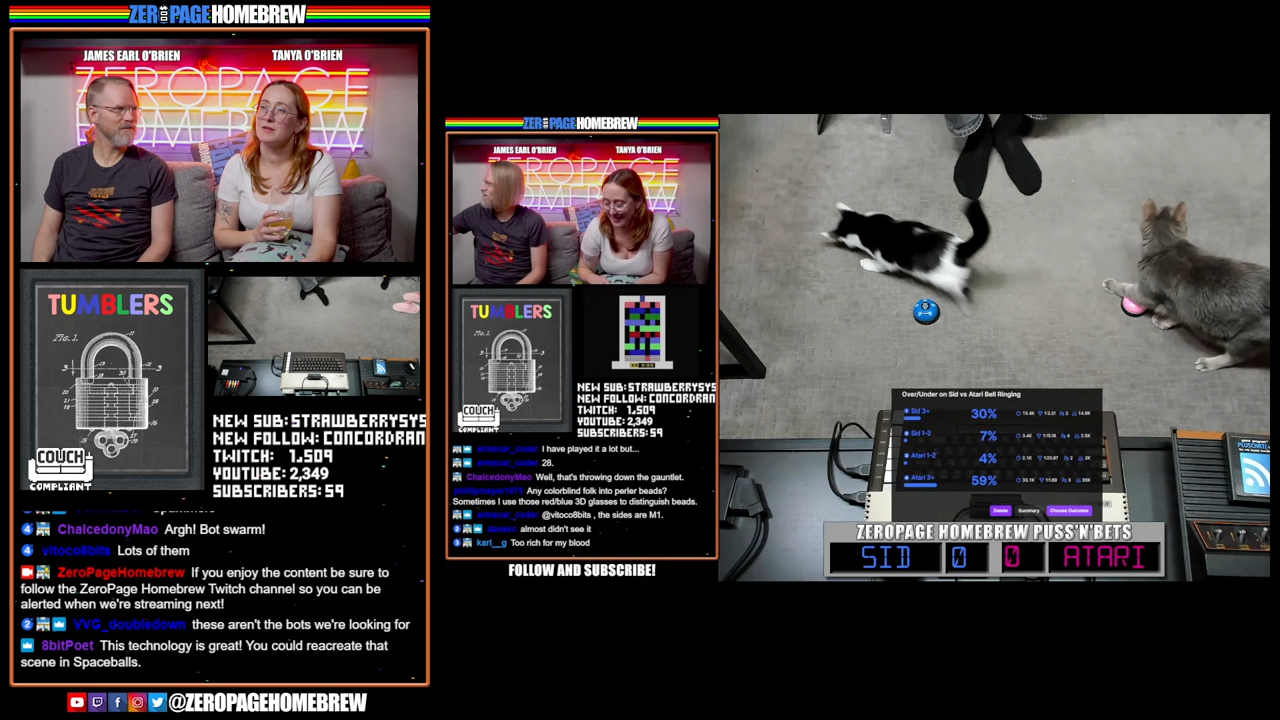 ZEROPAGE HOMEBREW
JAMES EARL O'BRIEN
TANYA O'BRIEN
ZEROPAGE
HOMEBREW
TUMBLERS
Fig. 1.
COUCH
COMPLIANT
NEW SUB: STRAWBERRYSYS
NEW FOLLOW: CONCORDRAN
TWITCH: 1,509
YOUTUBE: 2,349
SUBSCRIBERS: 59
ChalcedonyMao Argh! Bot swarm!
vitoco8bits Lots of them
ZeroPageHomebrew If you enjoy the content be sure to
follow the ZeroPage Homebrew Twitch channel so you can be
alerted when we're streaming next!
VVG_doubledown these aren't the bots we're looking for
8bitPoet This technology is great! You could reacreate that
scene in Spaceballs.
@ZEROPAGEHOMEBREW
ZEROPAGE HOMEBREW
JAMES EARL O'BRIEN
TANYA O'BRIEN
TUMBLERS
COUCH
COMPLIANT
NEW SUB: STRAWBERRYSYS
NEW FOLLOW: CONCORDRAN
TWITCH: 1,509
YOUTUBE: 2,349
SUBSCRIBERS: 59
I have played it a lot but...
28.
ChalcedonyMao Well, that's throwing down the gauntlet.
Any colorblind folk into perler beads?
Sometimes I use those red/blue 3D glasses to distinguish beads.
@vitoco8bits , the sides are M1.
almost didn't see it
karl__g Too rich for my blood
FOLLOW AND SUBSCRIBE!
Over/Under on Sid vs Atari Bell Ringing
Sid 3+ 30%
Sid 1-2 7%
Atari 1-2 4%
Atari 3+ 59%
Delete Summary Choose Outcome
ZEROPAGE HOMEBREW PUSS'N'BETS
SID 0 0 ATARI